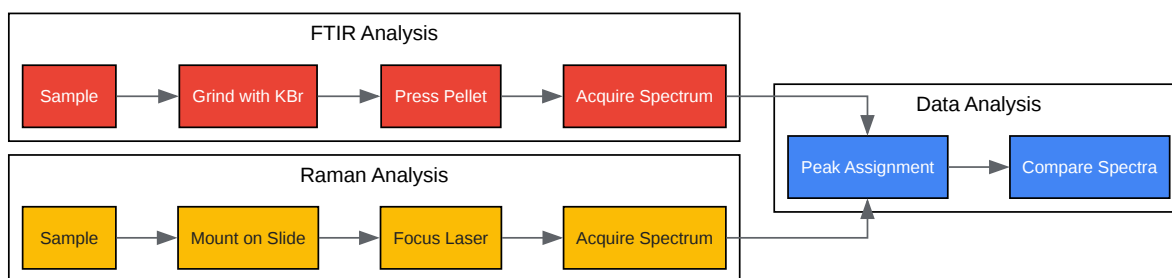 FTIR Analysis
Sample
Grind with KBr
Press Pellet
Acquire Spectrum
Raman Analysis
Sample
Mount on Slide
Focus Laser
Acquire Spectrum
Data Analysis
Peak Assignment
Compare Spectra